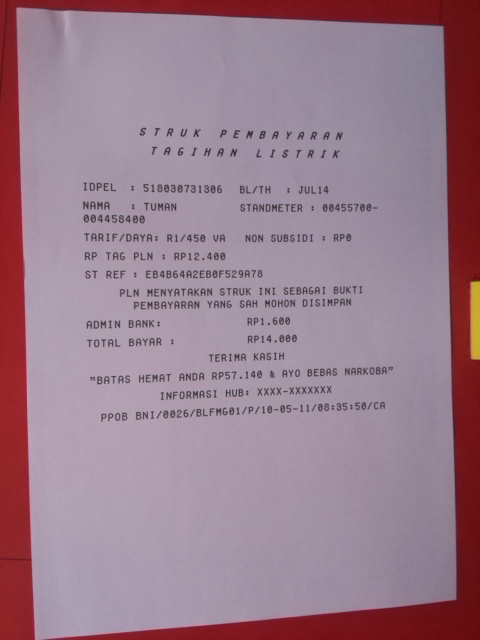 STRUK PEMBAYARAN
TAGIHAN LISTRIK
IDPEL : 518030731306 BL/TH : JUL14
NAMA : TUMAN STANDMETER : 00455700-
004458400
TARIF/DAYA: R1/450 VA NON SUBSIDI : RP0
RP TAG PLN : RP12.400
ST REF : EB4B64A2EB0F529A78
PLN MENYATAKAN STRUK INI SEBAGAI BUKTI
PEMBAYARAN YANG SAH MOHON DISIMPAN
ADMIN BANK: RP1.600
TOTAL BAYAR : RP14.000
TERIMA KASIH
"BATAS HEMAT ANDA RP57.140 & AYO BEBAS NARKOBA"
INFORMASI HUB: XXXX-XXXXXXX
PPOB BNI/0026/BLFMG01/P/10-05-11/08:35:50/CA